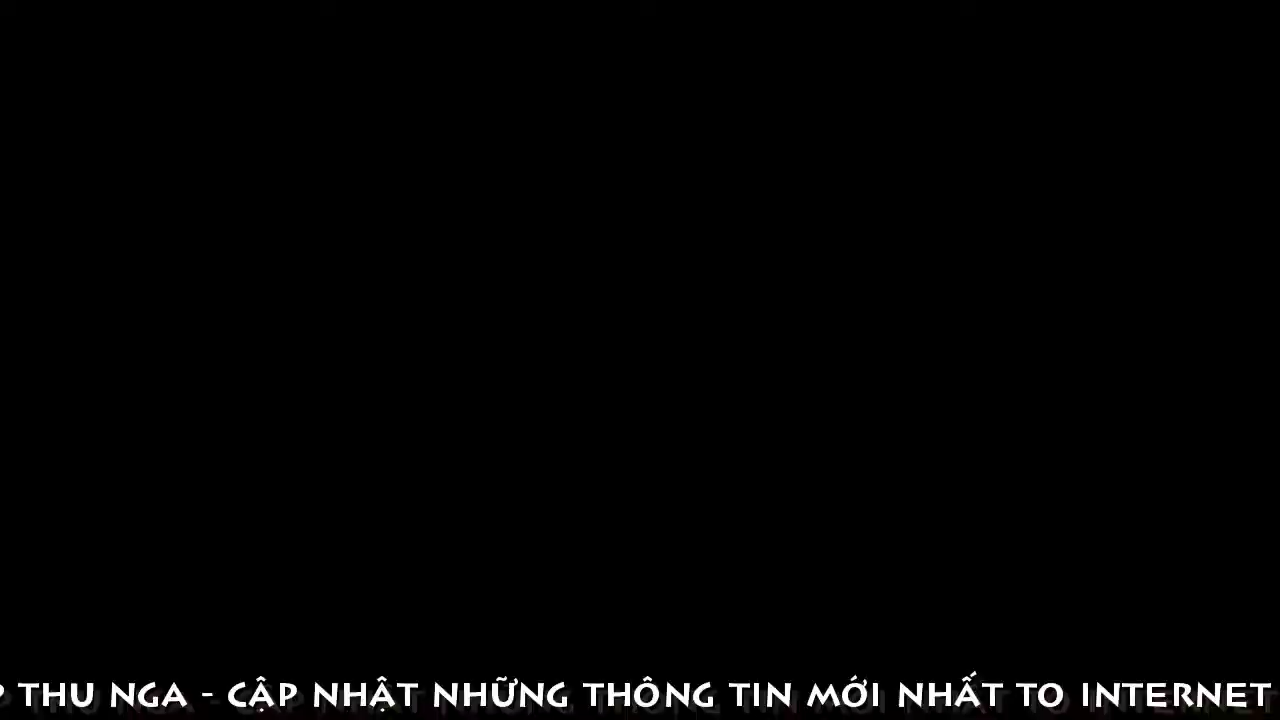 P THU NGA - CẬP NHẬT NHỮNG THÔNG TIN MỚI NHẤT TO INTERNET